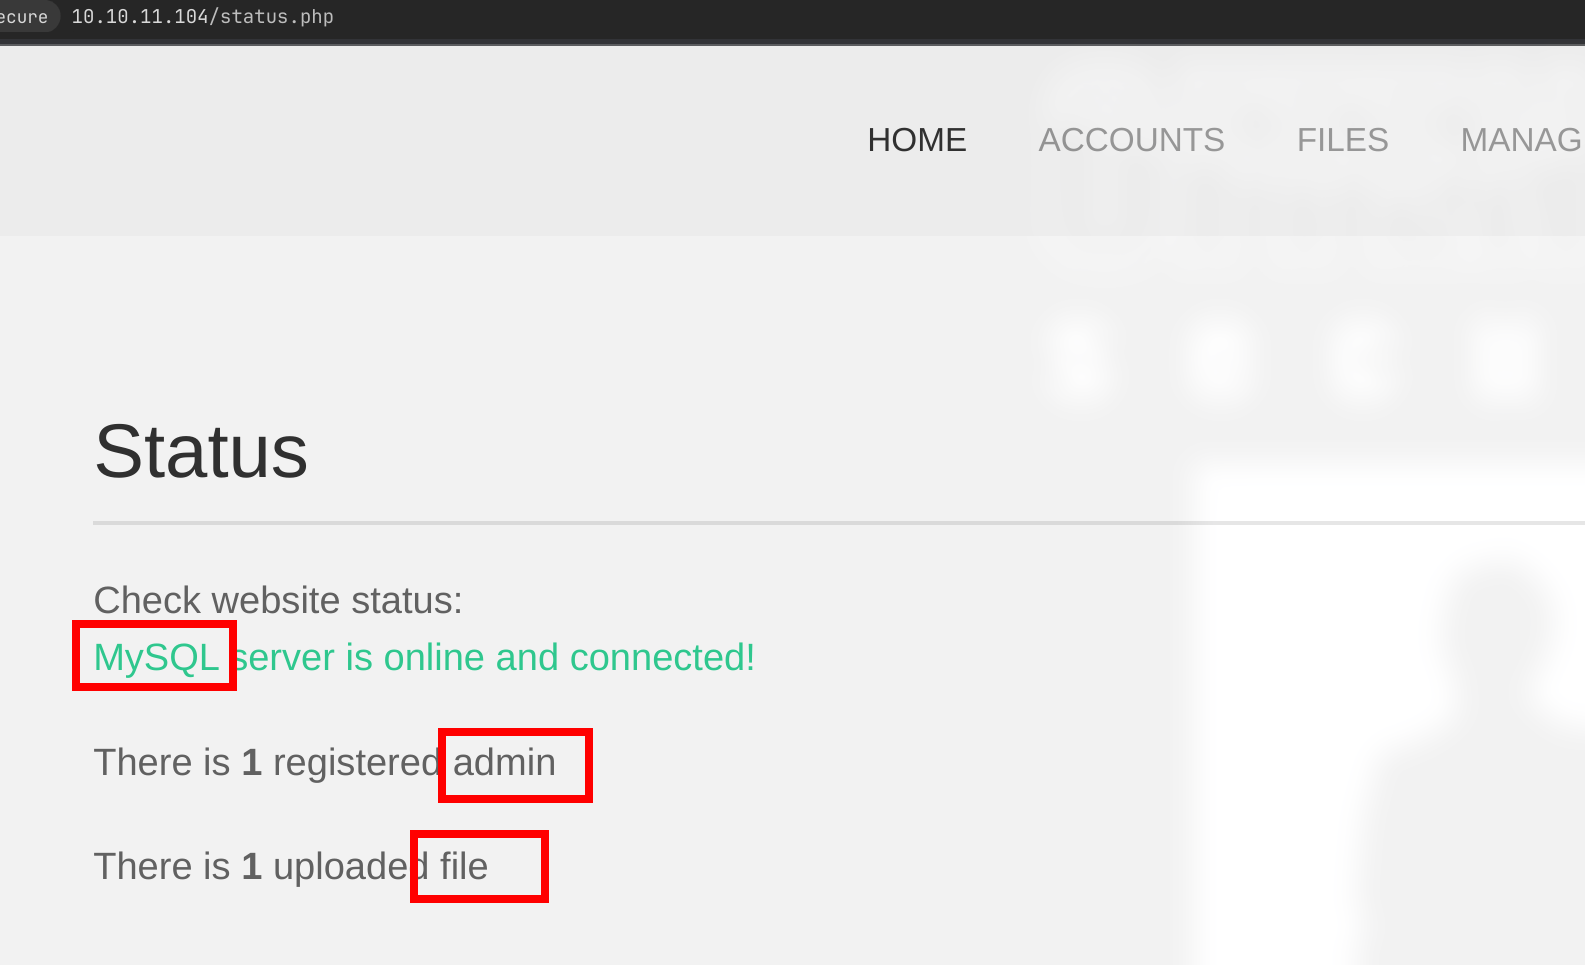 ecure 10.10.11.104/status.php
HOME ACCOUNTS FILES MANAG
Status
Check website status:
MySQL server is online and connected!
There is 1 registered admin
There is 1 uploaded file